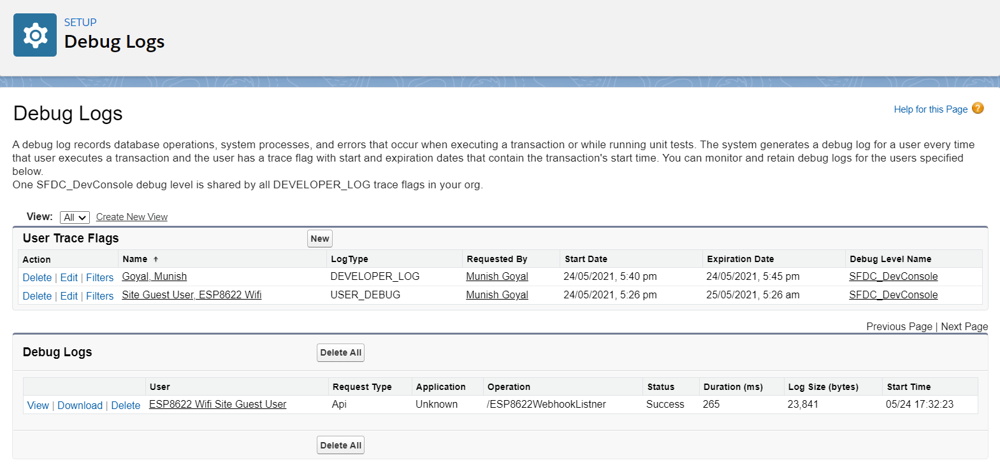 SETUP
Debug Logs
Debug Logs
Help for this Page ?
A debug log records database operations, system processes, and errors that occur when executing a transaction or while running unit tests. The system generates a debug log for a user every time
that user executes a transaction and the user has a trace flag with start and expiration dates that contain the transaction's start time. You can monitor and retain debug logs for the users specified
below.
One SFDC_DevConsole debug level is shared by all DEVELOPER_LOG trace flags in your org.
View: All Create New View
User Trace Flags New
Action Name ↑ LogType Requested By Start Date Expiration Date Debug Level Name
Delete | Edit | Filters Goyal, Munish DEVELOPER_LOG Munish Goyal 24/05/2021, 5:40 pm 24/05/2021, 5:45 pm SFDC_DevConsole
Delete | Edit | Filters Site Guest User, ESP8622 Wifi USER_DEBUG Munish Goyal 24/05/2021, 5:26 pm 25/05/2021, 5:26 am SFDC_DevConsole
Previous Page | Next Page
Debug Logs Delete All
User Request Type Application Operation Status Duration (ms) Log Size (bytes) Start Time
View | Download | Delete ESP8622 Wifi Site Guest User Api Unknown /ESP8622WebhookListner Success 265 23,841 05/24 17:32:23
Delete All